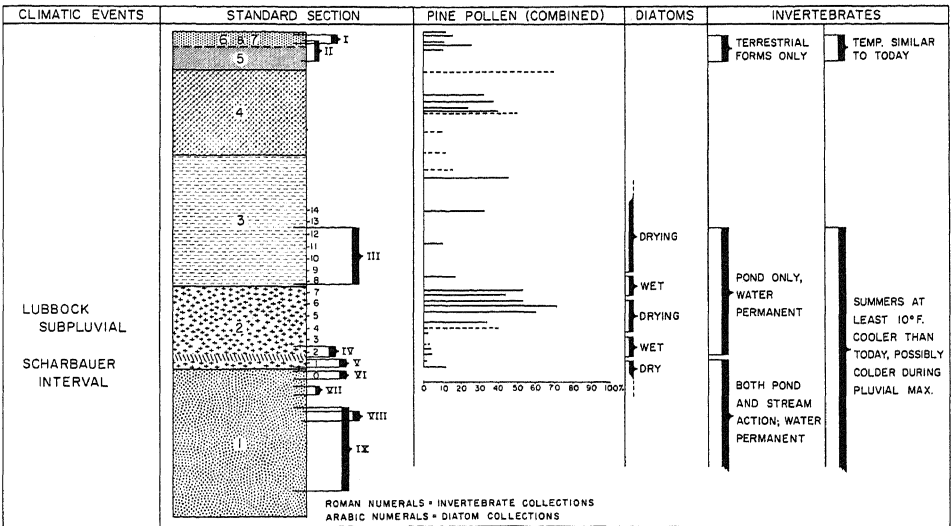 CLIMATIC EVENTS
STANDARD SECTION
PINE POLLEN (COMBINED)
DIATOMS
INVERTEBRATES
6 & 7
5
4
3
2
1
I
II
III
IV
V
VI
VII
VIII
IX
14
13
12
11
10
9
8
7
6
5
4
3
2
0
LUBBOCK
SUBPLUVIAL
SCHARBAUER
INTERVAL
0 10 20 30 40 50 60 70 80 90 100%
DRYING
WET
DRYING
WET
DRY
TERRESTRIAL
FORMS ONLY
POND ONLY,
WATER
PERMANENT
BOTH POND
AND STREAM
ACTION; WATER
PERMANENT
TEMP. SIMILAR
TO TODAY
SUMMERS AT
LEAST 10°F.
COOLER THAN
TODAY, POSSIBLY
COLDER DURING
PLUVIAL MAX.
ROMAN NUMERALS = INVERTEBRATE COLLECTIONS
ARABIC NUMERALS = DIATOM COLLECTIONS